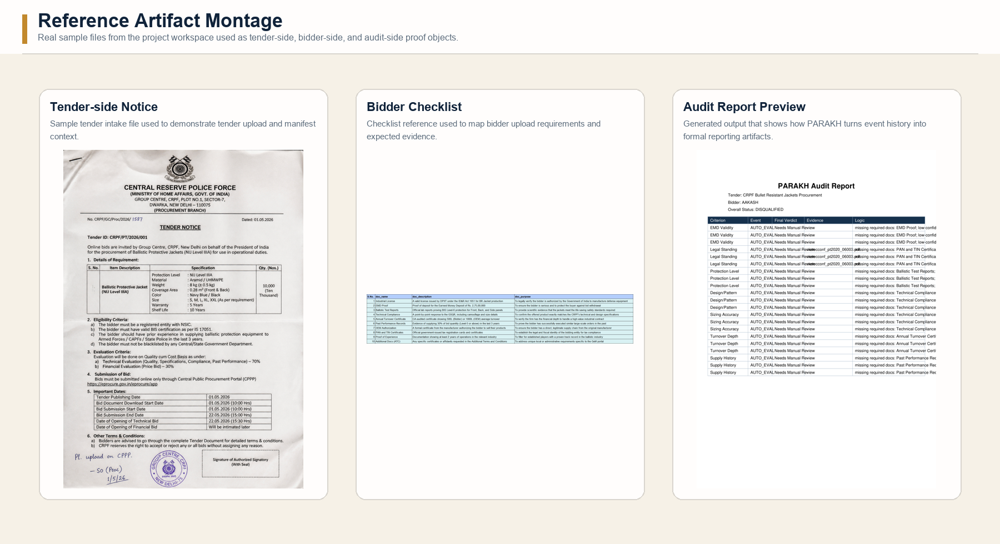 Reference Artifact Montage
Real sample files from the project workspace used as tender-side, bidder-side, and audit-side proof objects.
Tender-side Notice
Sample tender intake file used to demonstrate tender upload and manifest
context.
CENTRAL RESERVE POLICE FORCE
(MINISTRY OF HOME AFFAIRS, GOVT. OF INDIA)
GROUP CENTRE, CRPF, PLOT NO.1, SECTOR-7,
DWARKA, NEW DELHI – 110075
(PROCUREMENT BRANCH)
No. CRPF/GC/Proc/2026/ 1587 Dated: 01.05.2026
TENDER NOTICE
Tender ID: CRPF/PT/2026/001
Online bids are invited by Group Centre, CRPF, New Delhi on behalf of the President of India
for the procurement of Ballistic Protective Jackets (NIJ Level IIIA) for use in operational duties.
1. Details of Requirement:
S. No. Item Description Specification Qty. (Nos.)
Ballistic Protective Jacket
(NIJ Level IIIA)
Protection Level : NIJ Level IIIA
Material : Aramid / UHMWPE
Weight : 8 kg (± 0.5 kg)
Coverage Area : 0.28 m² (Front & Back)
Color : Navy Blue / Black
Size : S, M, L, XL, XXL (As per requirement)
Warranty : 5 Years
Shelf Life : 10 Years
10,000
(Ten
Thousand)
2. Eligibility Criteria:
a) The bidder must be a registered entity with NSIC.
b) The bidder must have valid BIS certification as per IS 17051.
c) The bidder should have prior experience in supplying ballistic protection equipment to
Armed Forces / CAPFs / State Police in the last 3 years.
d) The bidder must not be blacklisted by any Central/State Government Department.
3. Evaluation Criteria:
Evaluation will be done on Quality cum Cost Basis as under:
a) Technical Evaluation (Quality, Specifications, Compliance, Past Performance) – 70%
b) Financial Evaluation (Price Bid) – 30%
4. Submission of Bid:
Bids must be submitted online only through Central Public Procurement Portal (CPPP)
https://eprocure.gov.in/eprocure/app
5. Important Dates:
Tender Publishing Date 01.05.2026
Bid Document Download Start Date 01.05.2026 (10:00 Hrs)
Bid Submission Start Date 01.05.2026 (10:00 Hrs)
Bid Submission End Date 22.05.2026 (15:00 Hrs)
Date of Opening of Technical Bid 22.05.2026 (15:30 Hrs)
Date of Opening of Financial Bid Will be intimated later
6. Other Terms & Conditions:
a) Bidders are advised to go through the complete Tender Document for detailed terms & conditions.
b) CRPF reserves the right to accept or reject any or all bids without assigning any reason.
Pl. upload on CPPP.
— SO (Proc)
1/5/26
GROUP CENTRE, CRPF
NEW DELHI-75
Signature of Authorized Signatory
(With Seal)
Bidder Checklist
Checklist reference used to map bidder upload requirements and
expected evidence.
S.No. doc_name doc_description doc_purpose
1 Industrial License A valid license issued by DPIIT under the ID&R Act 1951 for BR Jacket production To legally verify the bidder is authorized by the Government of India to manufacture defense equipment
2 EMD Proof Proof of deposit for the Earnest Money Deposit of Rs. 2,75,00,000 To ensure the bidder is serious and to protect the buyer against bid withdrawal
3 Ballistic Test Reports Official lab reports proving BIS Level-6 protection for Front, Back, and Side panels To provide scientific evidence that the jackets meet the life-saving safety standards required
4 Technical Compliance A point-by-point response to the GSQR, including camouflage and size details To confirm the offered product exactly matches the CRPF's technical and design specifications
5 Annual Turnover Certificate CA-audited certificate showing 500L (Bidder) or 1000L (OEM) average turnover To verify the firm has the financial depth to handle a high-value industrial contract
6 Past Performance Records Evidence of supplying 30% of bid quantity (Level-5 or above) in the last 3 years To prove the bidder has successfully executed similar large-scale orders in the past
7 OEM Authorization A formal certificate from the manufacturer authorizing the bidder to sell their products To ensure the bidder has a direct, legitimate supply chain from the original manufacturer
8 PAN and TIN Certificates Official government-issued tax registration cards and certificates To establish the legal and fiscal identity of the bidding entity for tax compliance
9 Proof of Experience Documentation showing at least 2 years of operations in the relevant industry To filter for established players with a proven track record in the ballistic industry
10 Additional Docs (ATC) Any specific certificates or affidavits requested in the Additional Terms and Conditions To address unique local or administrative requirements specific to the GeM portal
Audit Report Preview
Generated output that shows how PARAKH turns event history into
formal reporting artifacts.
PARAKH Audit Report
Tender: CRPF Bullet Resistant Jackets Procurement
Bidder: AAKASH
Overall Status: DISQUALIFIED
Criterion Event Final Verdict Evidence Logic
EMD Validity AUTO_EVAL Needs Manual Review missing required docs: EMD Proof; low-confid
EMD Validity AUTO_EVAL Needs Manual Review missing required docs: EMD Proof; low-confid
EMD Validity AUTO_EVAL Needs Manual Review missing required docs: EMD Proof; low-confid
Legal Standing AUTO_EVAL Needs Manual Review missing required docs: PAN and TIN Certifica
Legal Standing AUTO_EVAL Needs Manual Review missing required docs: PAN and TIN Certifica
Legal Standing AUTO_EVAL Needs Manual Review missing required docs: PAN and TIN Certifica
Protection Level AUTO_EVAL Needs Manual Review missing required docs: Ballistic Test Reports;
Protection Level AUTO_EVAL Needs Manual Review missing required docs: Ballistic Test Reports;
Protection Level AUTO_EVAL Needs Manual Review missing required docs: Ballistic Test Reports;
Design/Pattern AUTO_EVAL Needs Manual Review missing required docs: Technical Compliance
Design/Pattern AUTO_EVAL Needs Manual Review missing required docs: Technical Compliance
Design/Pattern AUTO_EVAL Needs Manual Review missing required docs: Technical Compliance
Sizing Accuracy AUTO_EVAL Needs Manual Review missing required docs: Technical Compliance
Sizing Accuracy AUTO_EVAL Needs Manual Review missing required docs: Technical Compliance
Sizing Accuracy AUTO_EVAL Needs Manual Review missing required docs: Technical Compliance
Turnover Depth AUTO_EVAL Needs Manual Review missing required docs: Annual Turnover Certi
Turnover Depth AUTO_EVAL Needs Manual Review missing required docs: Annual Turnover Certi
Turnover Depth AUTO_EVAL Needs Manual Review missing required docs: Annual Turnover Certi
Supply History AUTO_EVAL Needs Manual Review missing required docs: Past Performance Rec
Supply History AUTO_EVAL Needs Manual Review missing required docs: Past Performance Rec
Supply History AUTO_EVAL Needs Manual Review missing required docs: Past Performance Rec